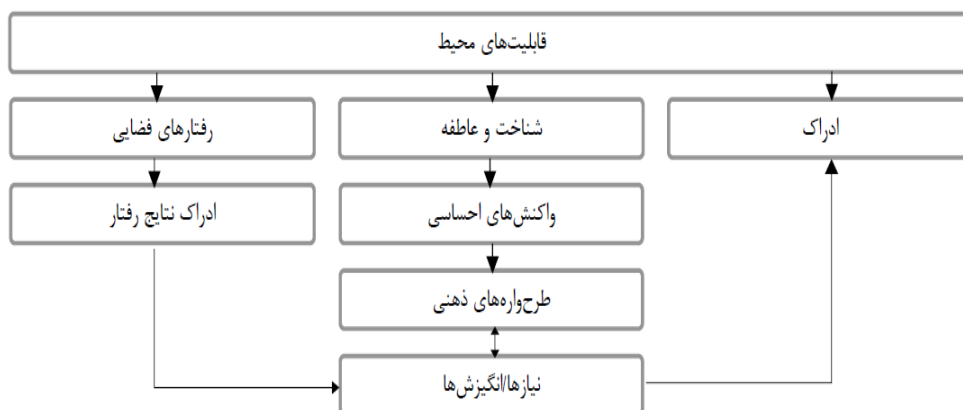 قابلیت‌های محیط
ادراک
شناخت و عاطفه
رفتارهای فضایی
واکنش‌های احساسی
ادراک نتایج رفتار
طرح‌واره‌های ذهنی
نیازها/انگیزش‌ها